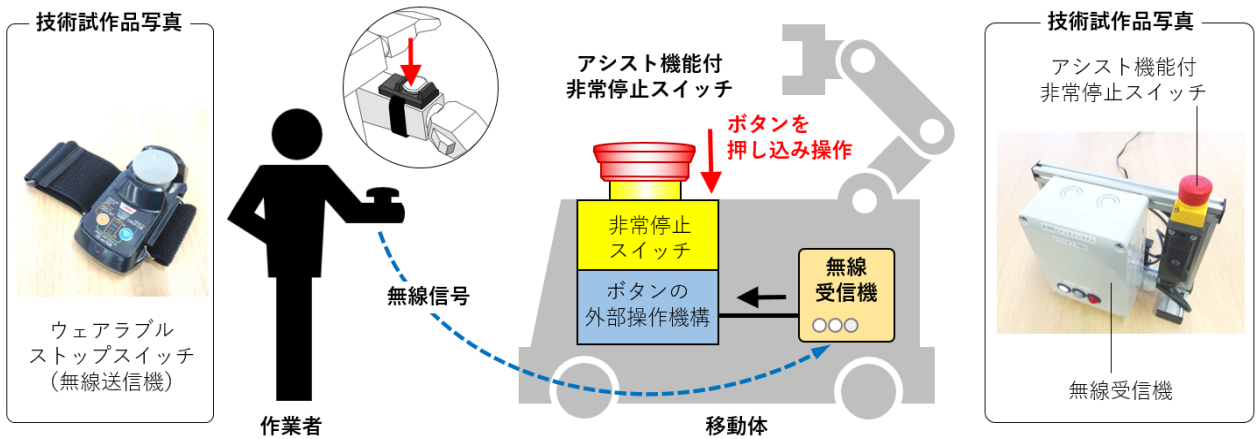 技術試作品写真
ウェアラブル
ストップスイッチ
（無線送信機）
作業者
無線信号
アシスト機能付
非常停止スイッチ
ボタンを
押し込み操作
非常停止
スイッチ
ボタンの
外部操作機構
無線
受信機
移動体
技術試作品写真
アシスト機能付
非常停止スイッチ
無線受信機